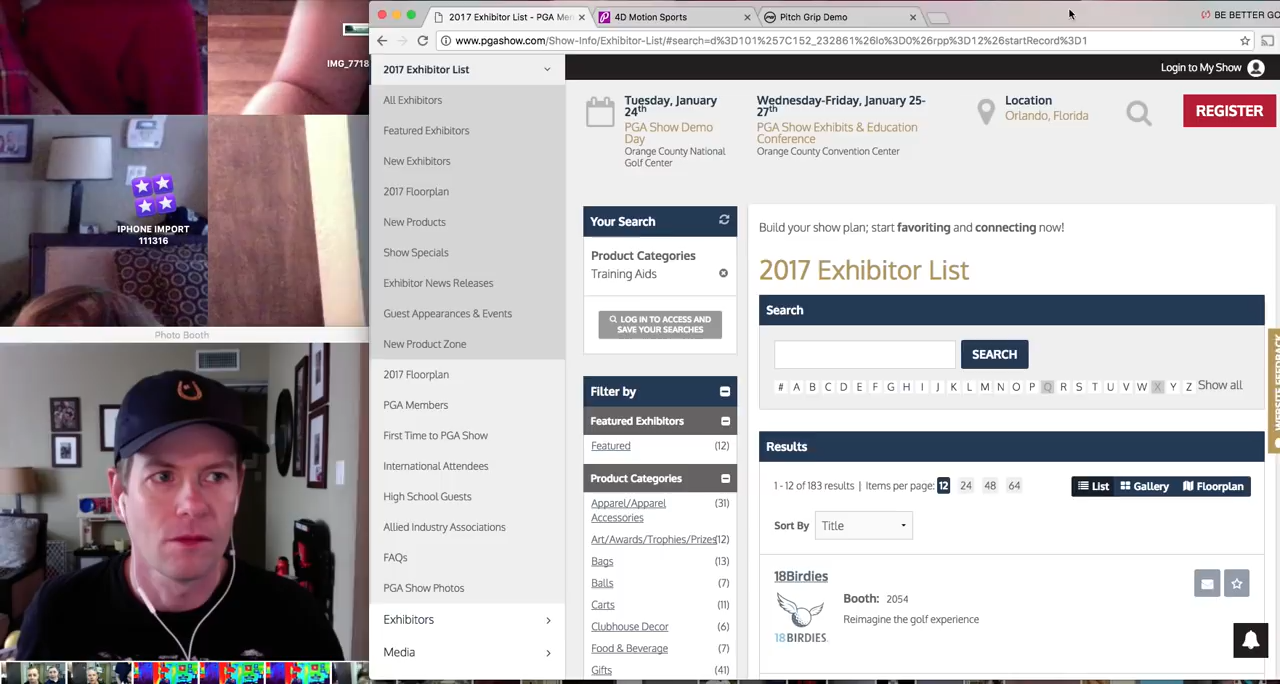 IMG_7718
IPHONE IMPORT
111316
Photo Booth
2017 Exhibitor List - PGA Mer
4D Motion Sports
Pitch Grip Demo
BE BETTER GO
www.pgashow.com/Show-Info/Exhibitor-List/#search=d%3D101%257C152_232861%26lo%3D0%26rpp%3D12%26startRecord%3D1
2017 Exhibitor List
All Exhibitors
Featured Exhibitors
New Exhibitors
2017 Floorplan
New Products
Show Specials
Exhibitor News Releases
Guest Appearances & Events
New Product Zone
2017 Floorplan
PGA Members
First Time to PGA Show
International Attendees
High School Guests
Allied Industry Associations
FAQs
PGA Show Photos
Exhibitors
Media
Login to My Show
Tuesday, January
24th
PGA Show Demo
Day
Orange County National
Golf Center
Wednesday-Friday, January 25-
27th
PGA Show Exhibits & Education
Conference
Orange County Convention Center
Location
Orlando, Florida
REGISTER
Your Search
Product Categories
Training Aids
LOG IN TO ACCESS AND
SAVE YOUR SEARCHES
Filter by
Featured Exhibitors
Featured (12)
Product Categories
Apparel/Apparel (31)
Accessories
Art/Awards/Trophies/Prizes (12)
Bags (13)
Balls (7)
Carts (11)
Clubhouse Decor (6)
Food & Beverage (7)
Gifts (41)
Build your show plan; start favoriting and connecting now!
2017 Exhibitor List
Search
SEARCH
# A B C D E F G H I J K L M N O P Q R S T U V W X Y Z Show all
Results
1 - 12 of 183 results | Items per page: 12 24 48 64
List Gallery Floorplan
Sort By Title
18Birdies
Booth: 2054
Reimagine the golf experience
18BIRDIES
WEBSITE FEEDBACK